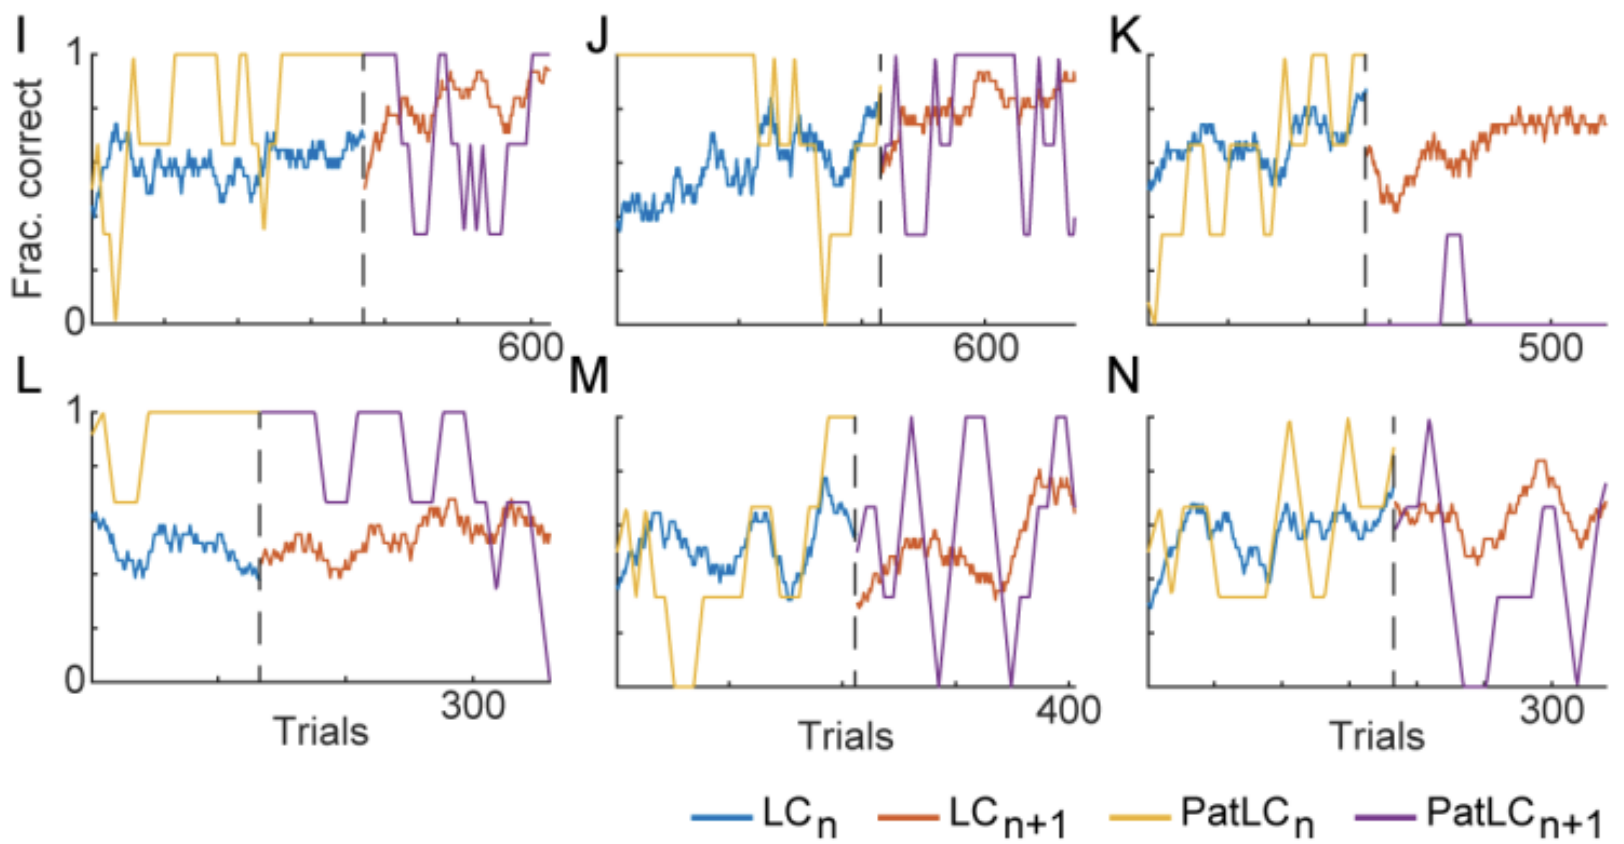 I
J
K
1
Frac. correct
0
600
600
500
L
M
N
1
0
300
400
300
Trials
Trials
Trials
LCn
LCn+1
PatLCn
PatLCn+1